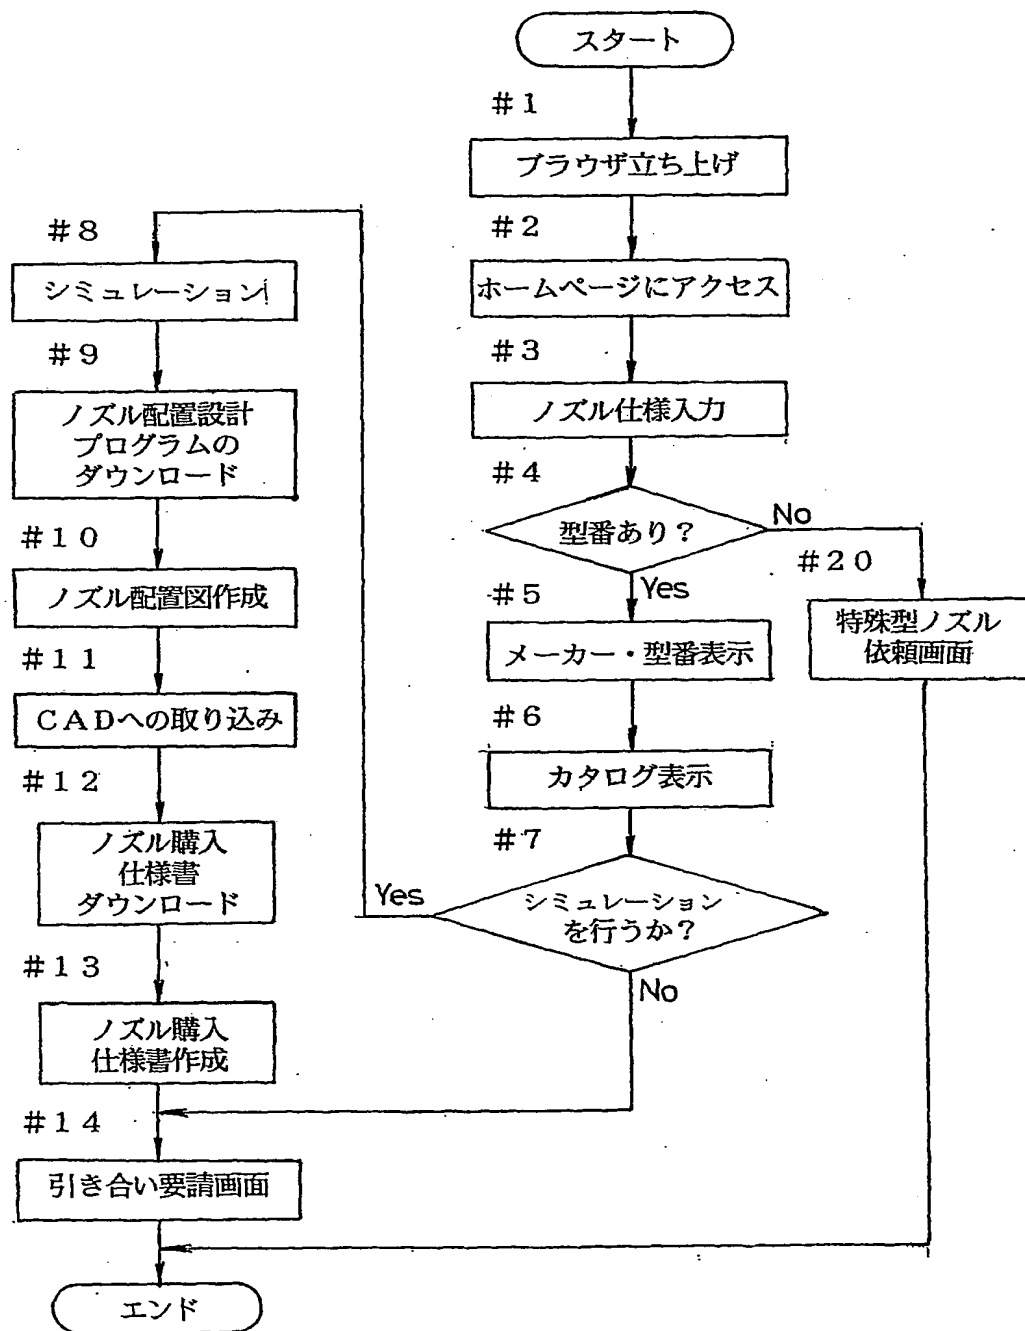 スタート
#1
ブラウザ立ち上げ
#2
ホームページにアクセス
#3
ノズル仕様入力
#4
型番あり?
No
#20
特殊型ノズル
依頼画面
Yes
#5
メーカー・型番表示
#6
カタログ表示
#7
シミュレーション
を行うか?
Yes
No
#8
シミュレーション
#9
ノズル配置設計
プログラムの
ダウンロード
#10
ノズル配置図作成
#11
CADへの取り込み
#12
ノズル購入
仕様書
ダウンロード
#13
ノズル購入
仕様書作成
#14
引き合い要請画面
エンド